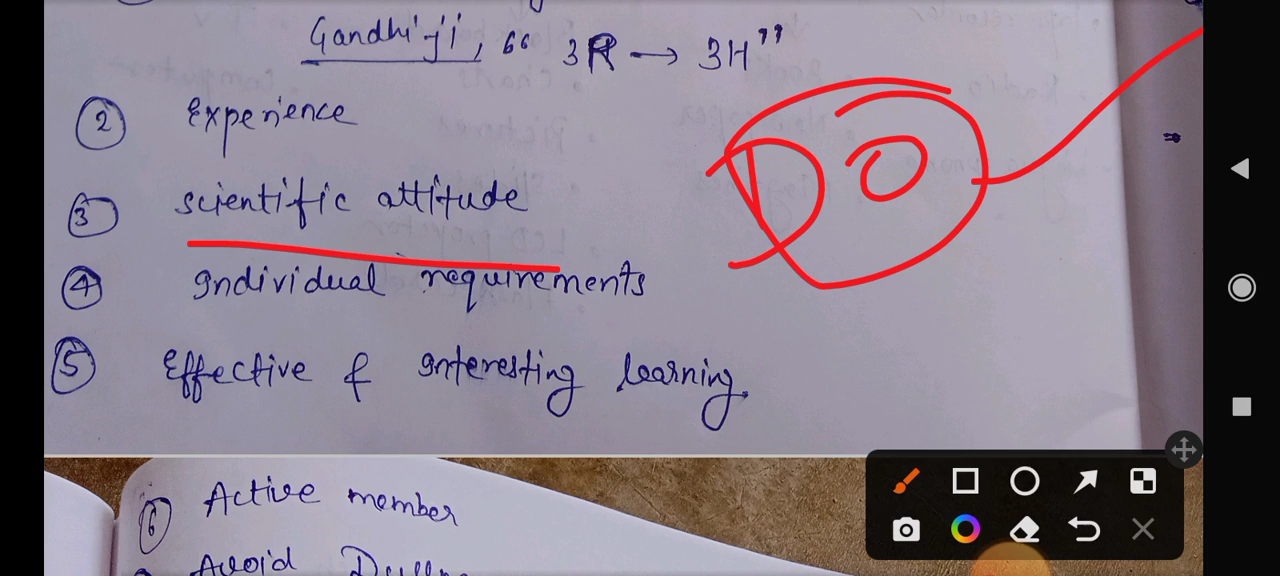 Gandhi'ji, "3R → 3H"
② Experience
③ scientific attitude
④ Individual requirements
⑤ Effective & interesting learning.
⑥ Active member
Avoid